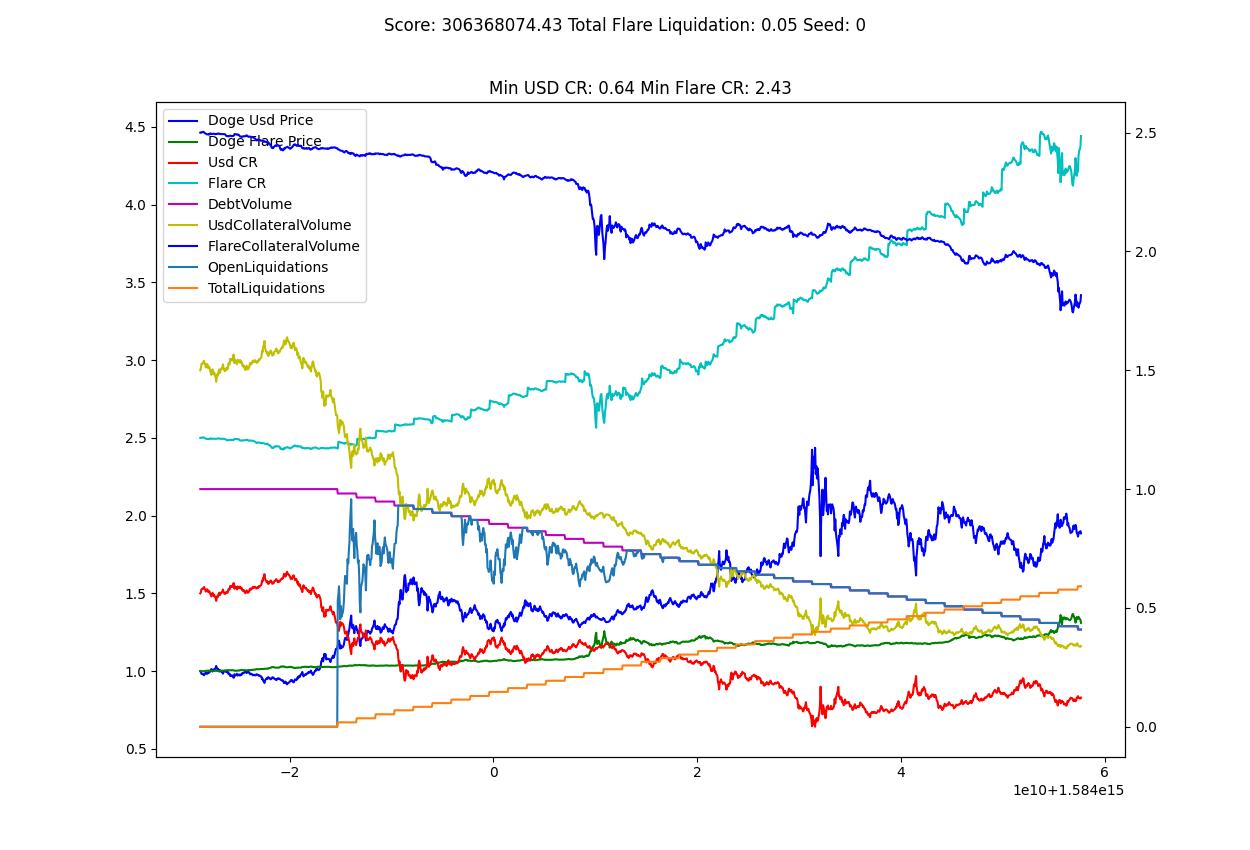 Score: 306368074.43 Total Flare Liquidation: 0.05 Seed: 0
Min USD CR: 0.64 Min Flare CR: 2.43
Doge Usd Price
Doge Flare Price
Usd CR
Flare CR
DebtVolume
UsdCollateralVolume
FlareCollateralVolume
OpenLiquidations
TotalLiquidations
4.5
4.0
3.5
3.0
2.5
2.0
1.5
1.0
0.5
2.5
2.0
1.5
1.0
0.5
0.0
−2
0
2
4
6
1e10+1.584e15